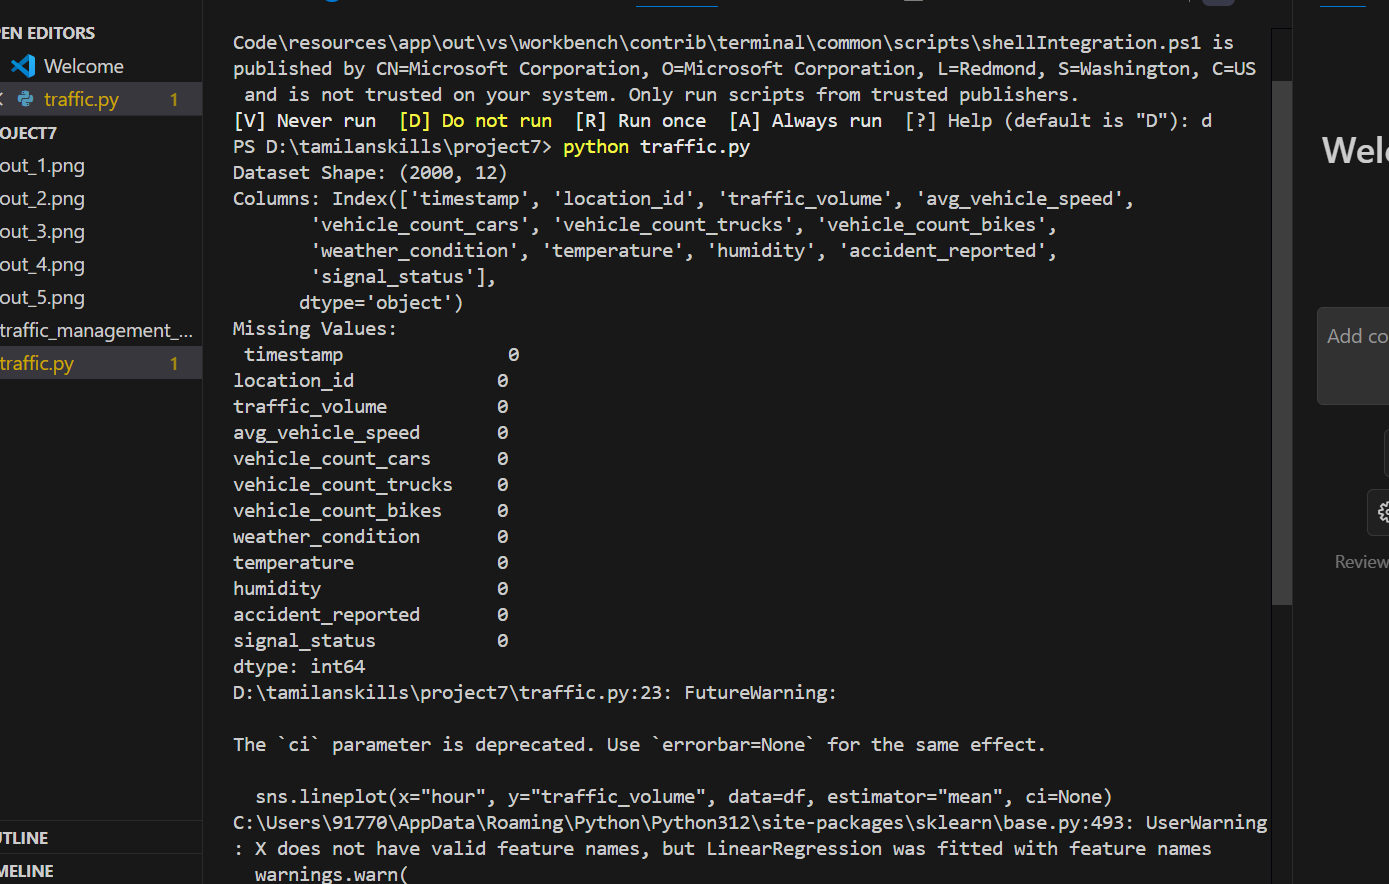 EN EDITORS
Welcome
traffic.py 1
OJECT7
out_1.png
out_2.png
out_3.png
out_4.png
out_5.png
traffic_management_...
traffic.py 1
TLINE
MELINE
Code\resources\app\out\vs\workbench\contrib\terminal\common\scripts\shellIntegration.ps1 is
published by CN=Microsoft Corporation, O=Microsoft Corporation, L=Redmond, S=Washington, C=US
 and is not trusted on your system. Only run scripts from trusted publishers.
[V] Never run  [D] Do not run  [R] Run once  [A] Always run  [?] Help (default is "D"): d
PS D:\tamilanskills\project7> python traffic.py
Dataset Shape: (2000, 12)
Columns: Index(['timestamp', 'location_id', 'traffic_volume', 'avg_vehicle_speed',
       'vehicle_count_cars', 'vehicle_count_trucks', 'vehicle_count_bikes',
       'weather_condition', 'temperature', 'humidity', 'accident_reported',
       'signal_status'],
      dtype='object')
Missing Values:
 timestamp               0
location_id             0
traffic_volume          0
avg_vehicle_speed       0
vehicle_count_cars      0
vehicle_count_trucks    0
vehicle_count_bikes     0
weather_condition       0
temperature             0
humidity                0
accident_reported       0
signal_status           0
dtype: int64
D:\tamilanskills\project7\traffic.py:23: FutureWarning:
The `ci` parameter is deprecated. Use `errorbar=None` for the same effect.
  sns.lineplot(x="hour", y="traffic_volume", data=df, estimator="mean", ci=None)
C:\Users\91770\AppData\Roaming\Python\Python312\site-packages\sklearn\base.py:493: UserWarning
: X does not have valid feature names, but LinearRegression was fitted with feature names
  warnings.warn(
Welc
Add co
Review